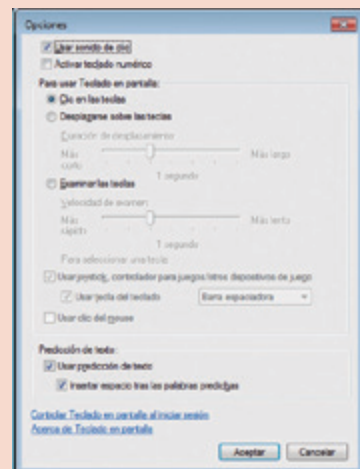 Opciones
Usar sonido de clic
Activar teclado numérico
Para usar Teclado en pantalla:
Clic en las teclas
Desplazarse sobre las teclas
Duración de desplazamiento:
Más corto
Más largo
1 segundo
Examinar las teclas
Velocidad de examen:
Más rápido
Más lento
1 segundo
Para seleccionar una tecla:
Usar joystick, controlador para juegos/otros dispositivos de juego
Usar tecla del teclado
Barra espaciadora
Usar clic del mouse
Predicción de texto:
Usar predicción de texto
Insertar espacio tras las palabras predichas
Controlar Teclado en pantalla al iniciar sesión
Acerca de Teclado en pantalla
Aceptar
Cancelar